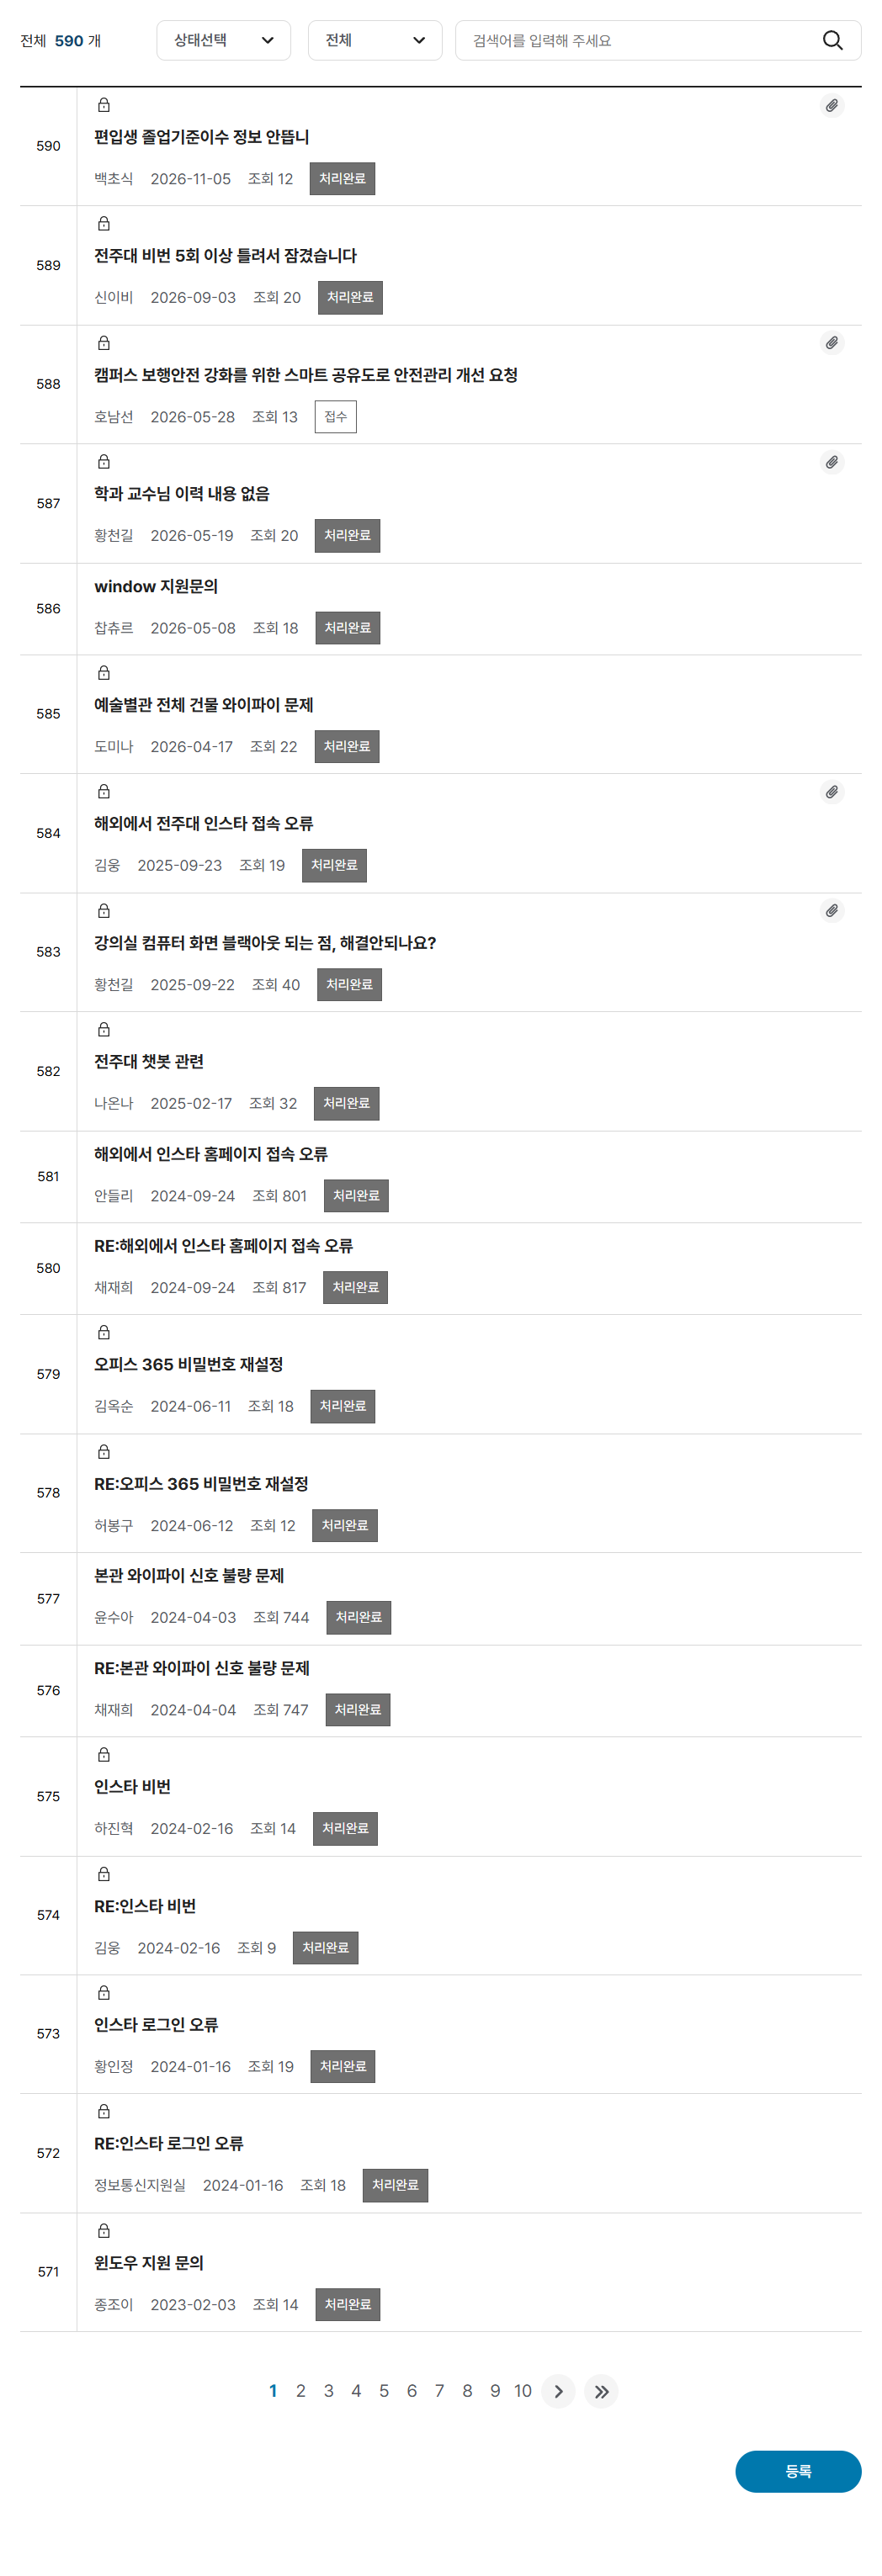 전체 590 개
상태선택
전체
검색어를 입력해 주세요
590
편입생 졸업기준이수 정보 안뜹니
백초식 2026-11-05 조회 12 처리완료
589
전주대 비번 5회 이상 틀려서 잠겼습니다
신이비 2026-09-03 조회 20 처리완료
588
캠퍼스 보행안전 강화를 위한 스마트 공유도로 안전관리 개선 요청
호남선 2026-05-28 조회 13 접수
587
학과 교수님 이력 내용 없음
황천길 2026-05-19 조회 20 처리완료
586
window 지원문의
찹츄르 2026-05-08 조회 18 처리완료
585
예술별관 전체 건물 와이파이 문제
도미나 2026-04-17 조회 22 처리완료
584
해외에서 전주대 인스타 접속 오류
김웅 2025-09-23 조회 19 처리완료
583
강의실 컴퓨터 화면 블랙아웃 되는 점, 해결안되나요?
황천길 2025-09-22 조회 40 처리완료
582
전주대 챗봇 관련
나온나 2025-02-17 조회 32 처리완료
581
해외에서 인스타 홈페이지 접속 오류
안들리 2024-09-24 조회 801 처리완료
580
RE:해외에서 인스타 홈페이지 접속 오류
채재희 2024-09-24 조회 817 처리완료
579
오피스 365 비밀번호 재설정
김옥순 2024-06-11 조회 18 처리완료
578
RE:오피스 365 비밀번호 재설정
허봉구 2024-06-12 조회 12 처리완료
577
본관 와이파이 신호 불량 문제
윤수아 2024-04-03 조회 744 처리완료
576
RE:본관 와이파이 신호 불량 문제
채재희 2024-04-04 조회 747 처리완료
575
인스타 비번
하진혁 2024-02-16 조회 14 처리완료
574
RE:인스타 비번
김웅 2024-02-16 조회 9 처리완료
573
인스타 로그인 오류
황인정 2024-01-16 조회 19 처리완료
572
RE:인스타 로그인 오류
정보통신지원실 2024-01-16 조회 18 처리완료
571
윈도우 지원 문의
종조이 2023-02-03 조회 14 처리완료
1 2 3 4 5 6 7 8 9 10
등록